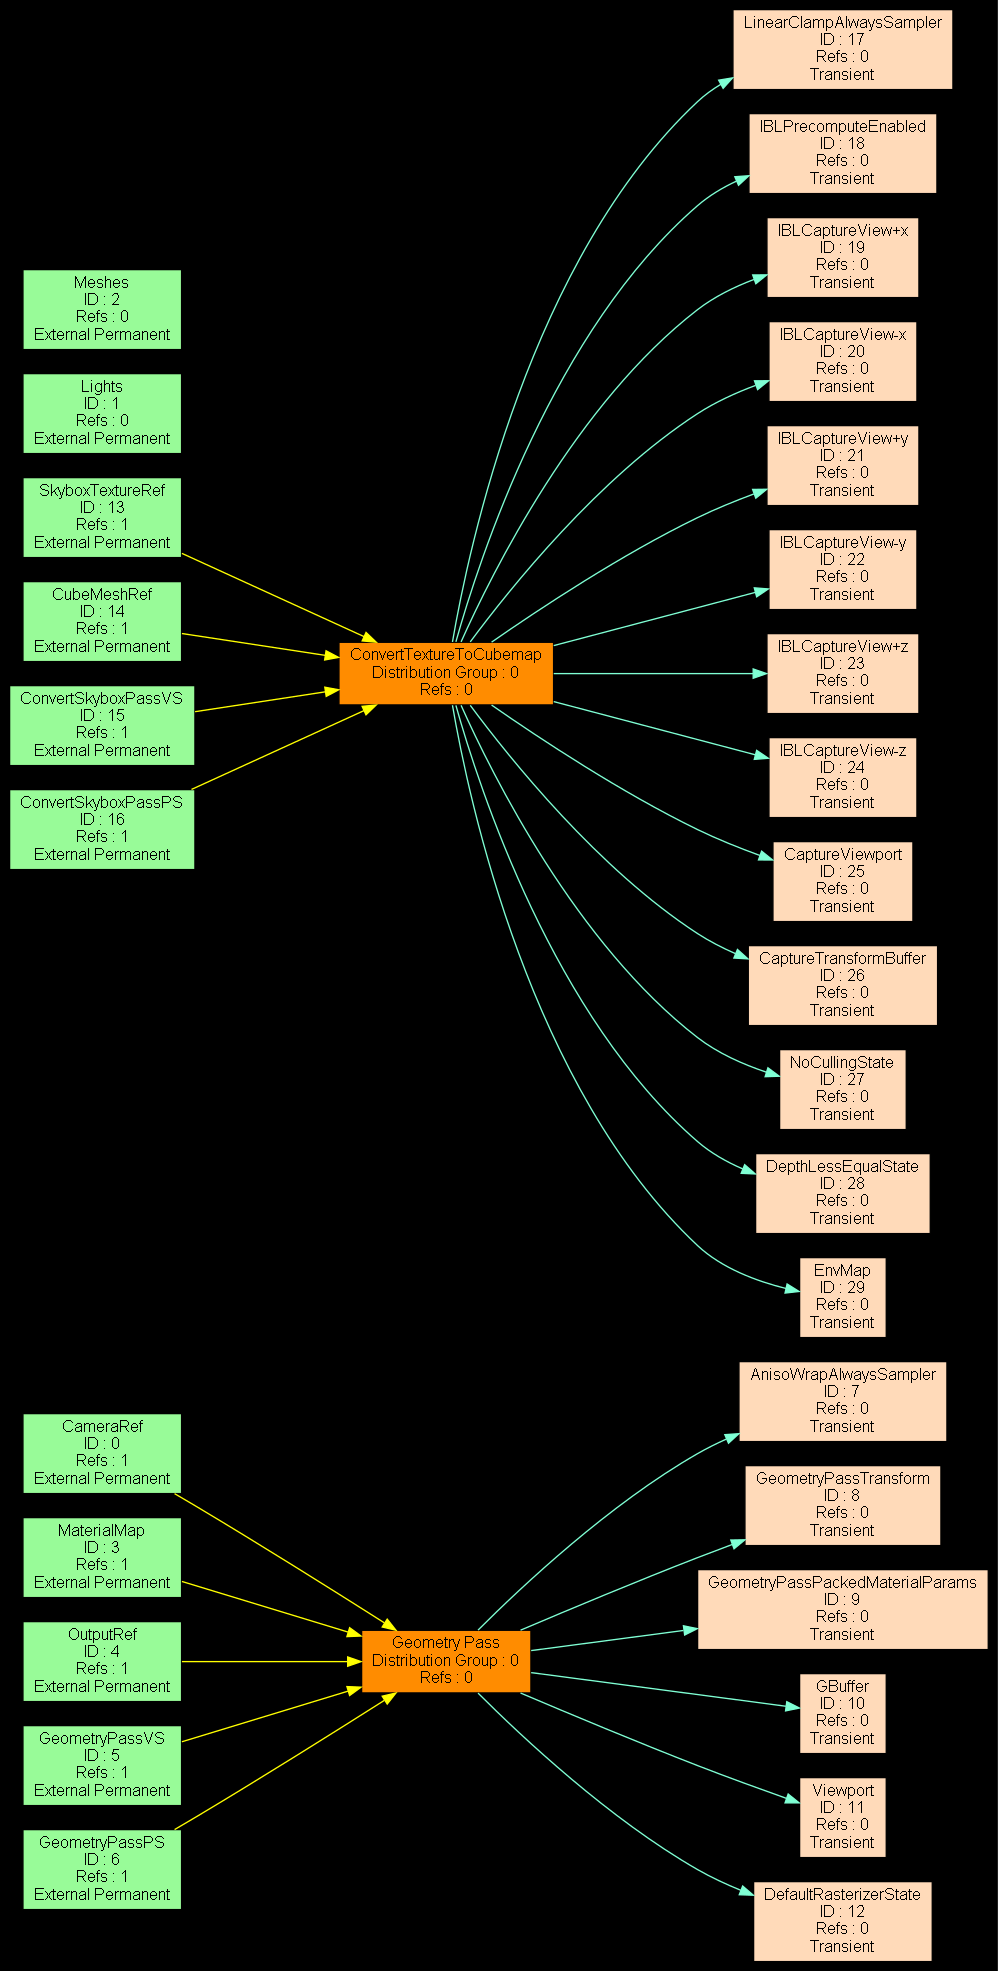 Meshes
ID : 2
Refs : 0
External Permanent
Lights
ID : 1
Refs : 0
External Permanent
SkyboxTextureRef
ID : 13
Refs : 1
External Permanent
CubeMeshRef
ID : 14
Refs : 1
External Permanent
ConvertSkyboxPassVS
ID : 15
Refs : 1
External Permanent
ConvertSkyboxPassPS
ID : 16
Refs : 1
External Permanent
ConvertTextureToCubemap
Distribution Group : 0
Refs : 0
LinearClampAlwaysSampler
ID : 17
Refs : 0
Transient
IBLPrecomputeEnabled
ID : 18
Refs : 0
Transient
IBLCaptureView+x
ID : 19
Refs : 0
Transient
IBLCaptureView-x
ID : 20
Refs : 0
Transient
IBLCaptureView+y
ID : 21
Refs : 0
Transient
IBLCaptureView-y
ID : 22
Refs : 0
Transient
IBLCaptureView+z
ID : 23
Refs : 0
Transient
IBLCaptureView-z
ID : 24
Refs : 0
Transient
CaptureViewport
ID : 25
Refs : 0
Transient
CaptureTransformBuffer
ID : 26
Refs : 0
Transient
NoCullingState
ID : 27
Refs : 0
Transient
DepthLessEqualState
ID : 28
Refs : 0
Transient
EnvMap
ID : 29
Refs : 0
Transient
CameraRef
ID : 0
Refs : 1
External Permanent
MaterialMap
ID : 3
Refs : 1
External Permanent
OutputRef
ID : 4
Refs : 1
External Permanent
GeometryPassVS
ID : 5
Refs : 1
External Permanent
GeometryPassPS
ID : 6
Refs : 1
External Permanent
Geometry Pass
Distribution Group : 0
Refs : 0
AnisoWrapAlwaysSampler
ID : 7
Refs : 0
Transient
GeometryPassTransform
ID : 8
Refs : 0
Transient
GeometryPassPackedMaterialParams
ID : 9
Refs : 0
Transient
GBuffer
ID : 10
Refs : 0
Transient
Viewport
ID : 11
Refs : 0
Transient
DefaultRasterizerState
ID : 12
Refs : 0
Transient